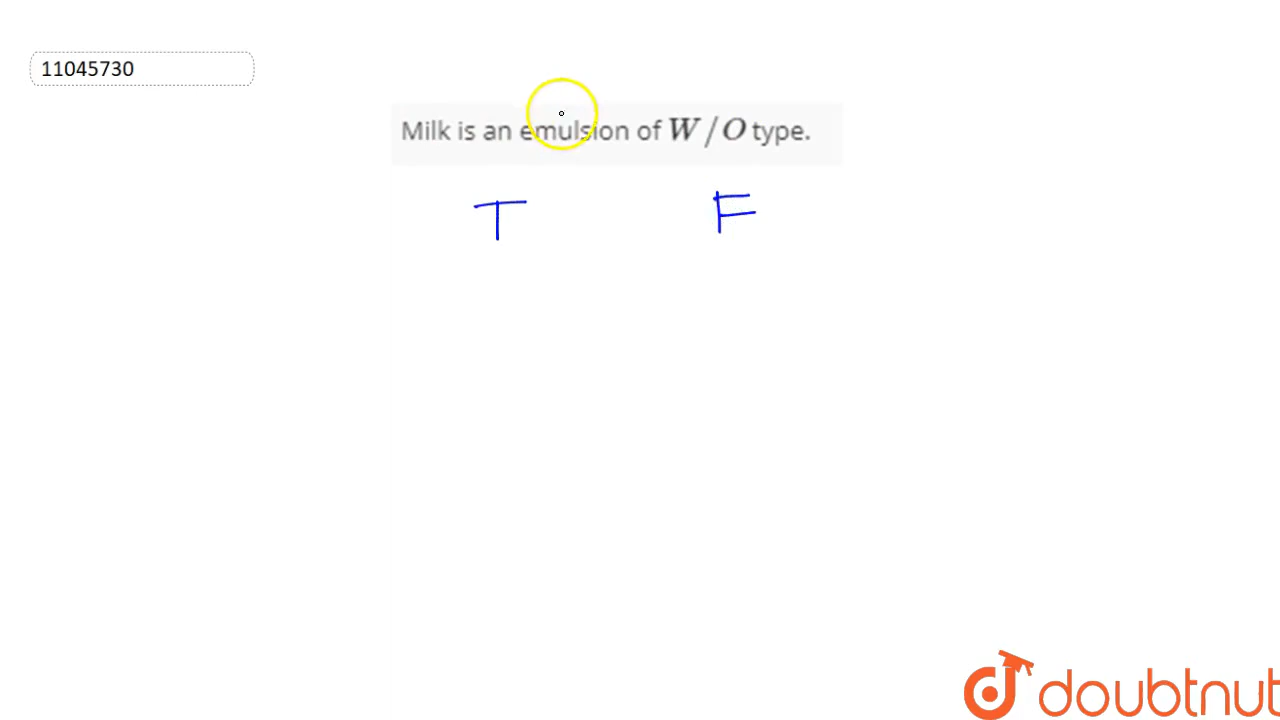 11045730
Milk is an emulsion of W/O type.
T F
doubtnut